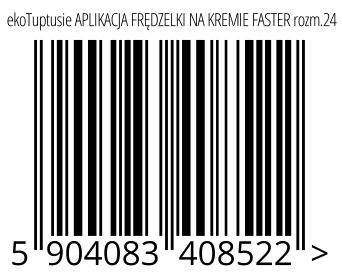 ekoTuptusie APLIKACJA FRĘDZELKI NA KREMIE FASTER rozm.24
5 904083 408522 >